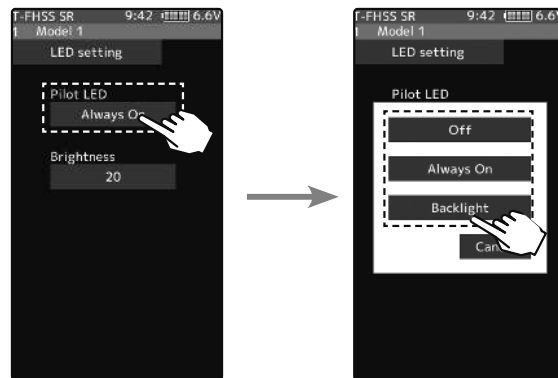 T-FHSS SR 9:42 6.6V
1 Model 1
LED setting
Pilot LED
Always On
Brightness
20
T-FHSS SR 9:42 6.6V
1 Model 1
LED setting
Pilot LED
Off
Always On
Backlight